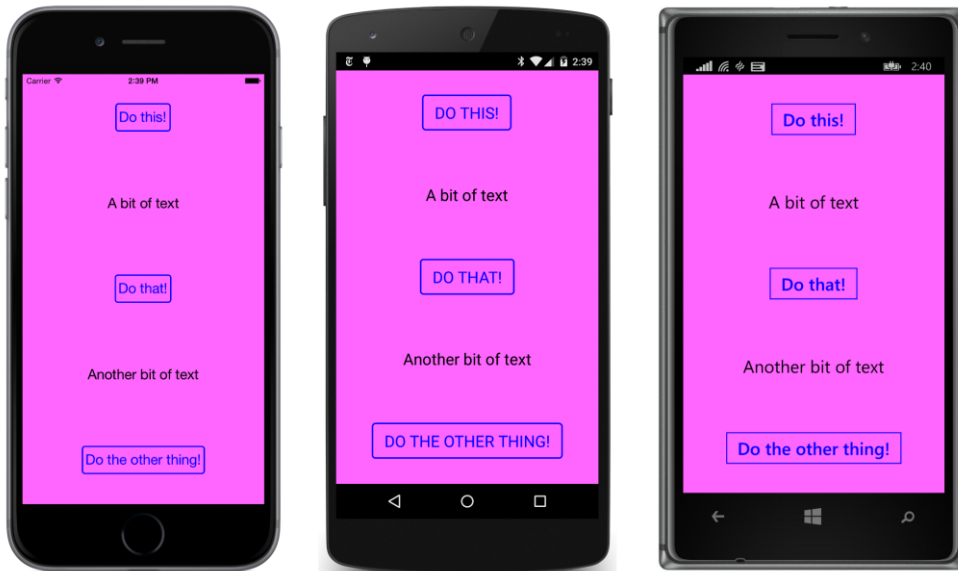 Carrier
2:39 PM
Do this!
A bit of text
Do that!
Another bit of text
Do the other thing!
2:39
DO THIS!
A bit of text
DO THAT!
Another bit of text
DO THE OTHER THING!
2:40
Do this!
A bit of text
Do that!
Another bit of text
Do the other thing!